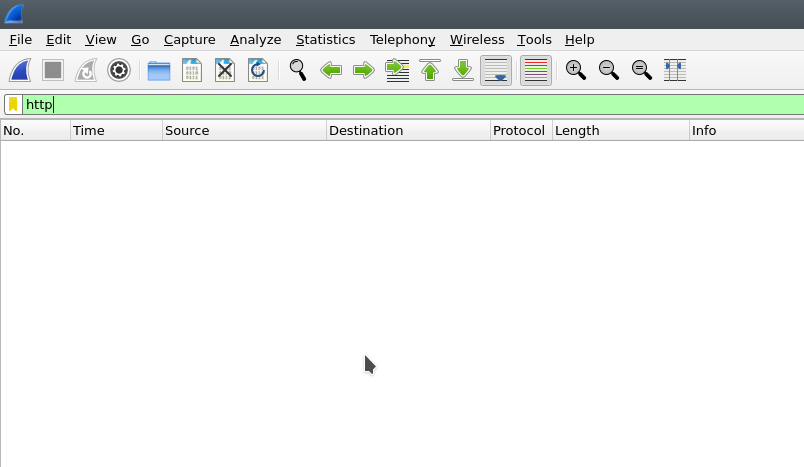 File Edit View Go Capture Analyze Statistics Telephony Wireless Tools Help
http
No. Time Source Destination Protocol Length Info